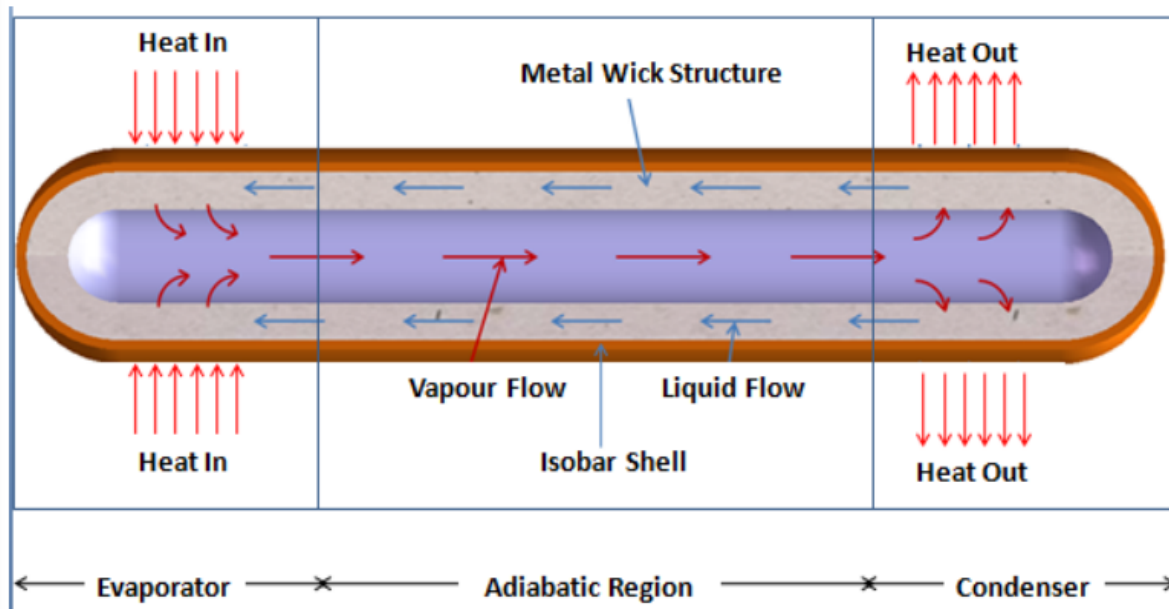 Heat In
Heat Out
Metal Wick Structure
Vapour Flow
Liquid Flow
Heat In
Isobar Shell
Heat Out
Evaporator
Adiabatic Region
Condenser